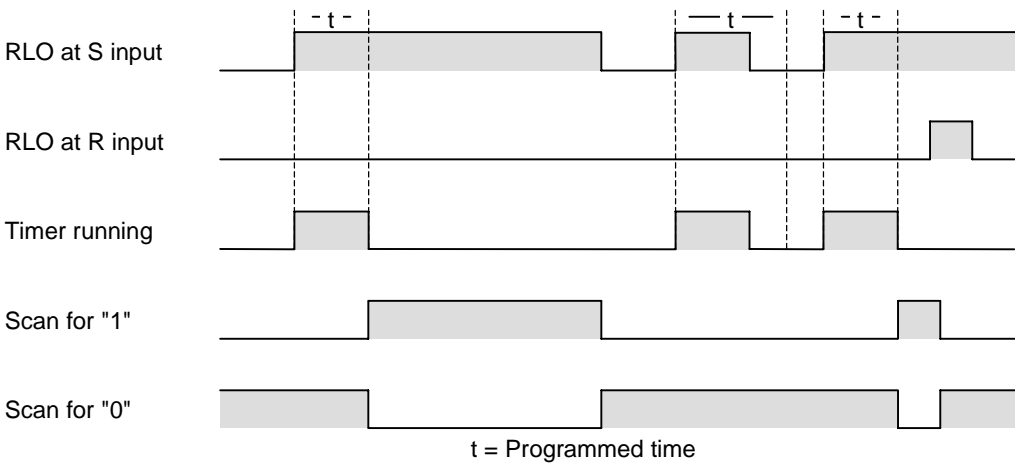 t t t
RLO at S input
RLO at R input
Timer running
Scan for "1"
Scan for "0"
t = Programmed time